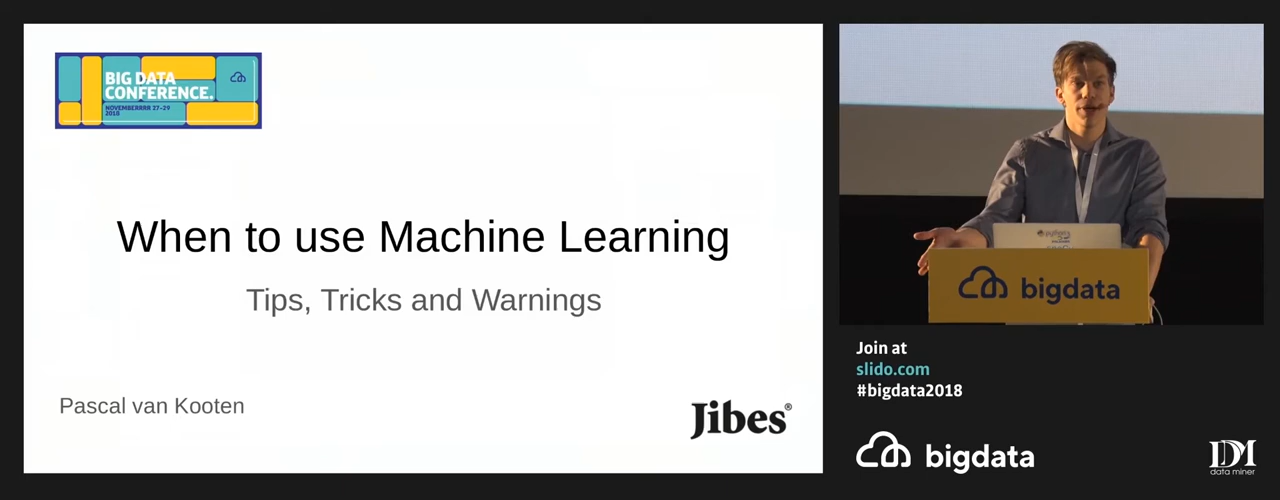 BIG DATA
CONFERENCE.
NOVEMBERRRR 27-29
2018
When to use Machine Learning
Tips, Tricks and Warnings
Pascal van Kooten
Jibes®
bigdata
Join at
slido.com
#bigdata2018
bigdata
DM
data miner